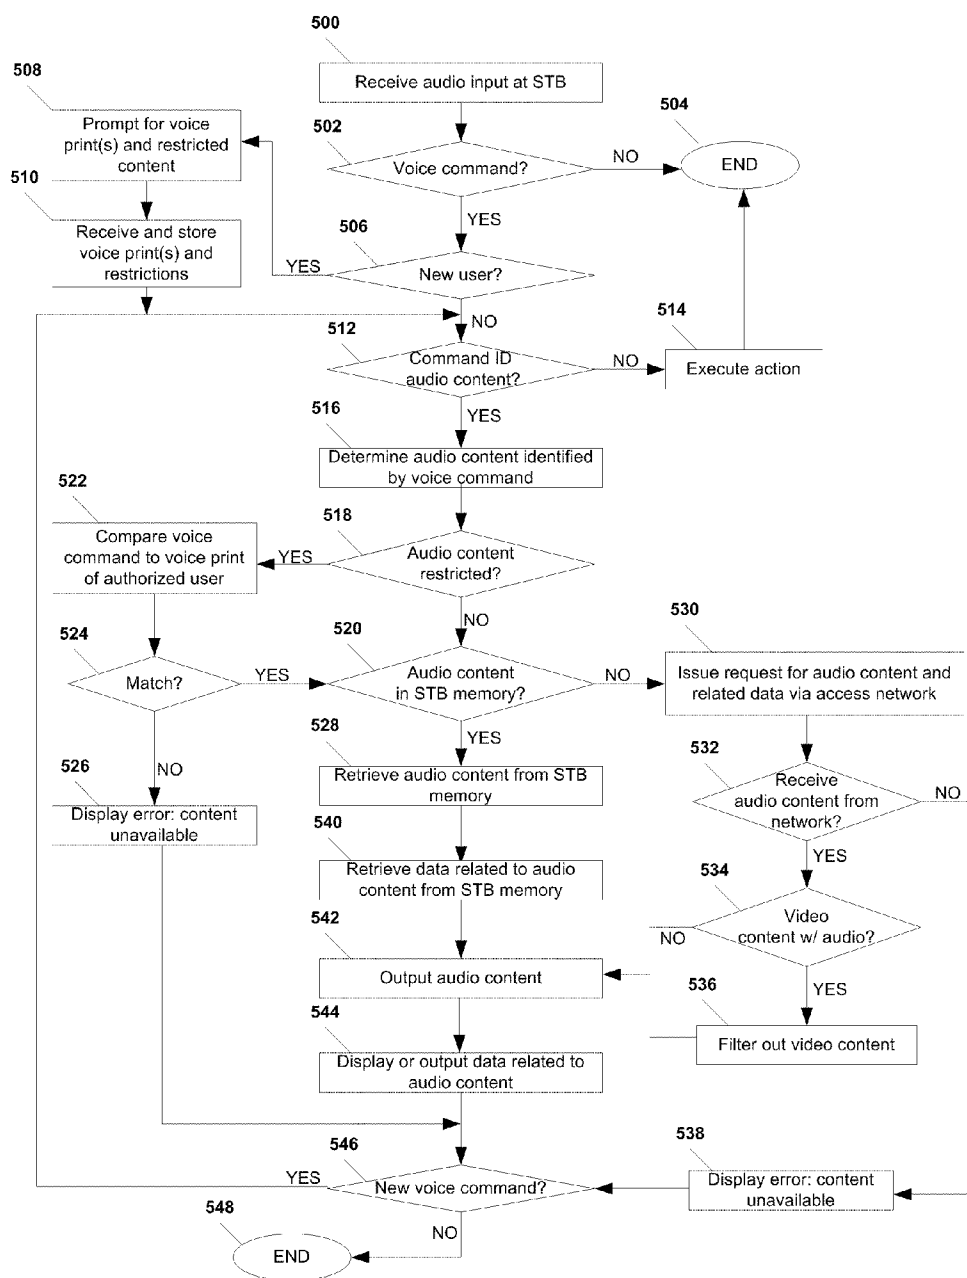 500
Receive audio input at STB
508
Prompt for voice
print(s) and restricted
content
502
Voice command?
NO
504
END
YES
510
Receive and store
voice print(s) and
restrictions
506
New user?
YES
NO
512
Command ID
audio content?
NO
514
Execute action
YES
516
Determine audio content identified
by voice command
522
Compare voice
command to voice print
of authorized user
518
Audio content
restricted?
YES
NO
524
Match?
YES
520
Audio content
in STB memory?
NO
530
Issue request for audio content and
related data via access network
YES
528
Retrieve audio content from STB
memory
NO
526
Display error: content
unavailable
532
Receive
audio content from
network?
NO
YES
540
Retrieve data related to audio
content from STB memory
534
Video
content w/ audio?
NO
YES
542
Output audio content
536
Filter out video content
544
Display or output data related to
audio content
546
New voice command?
YES
538
Display error: content
unavailable
NO
548
END